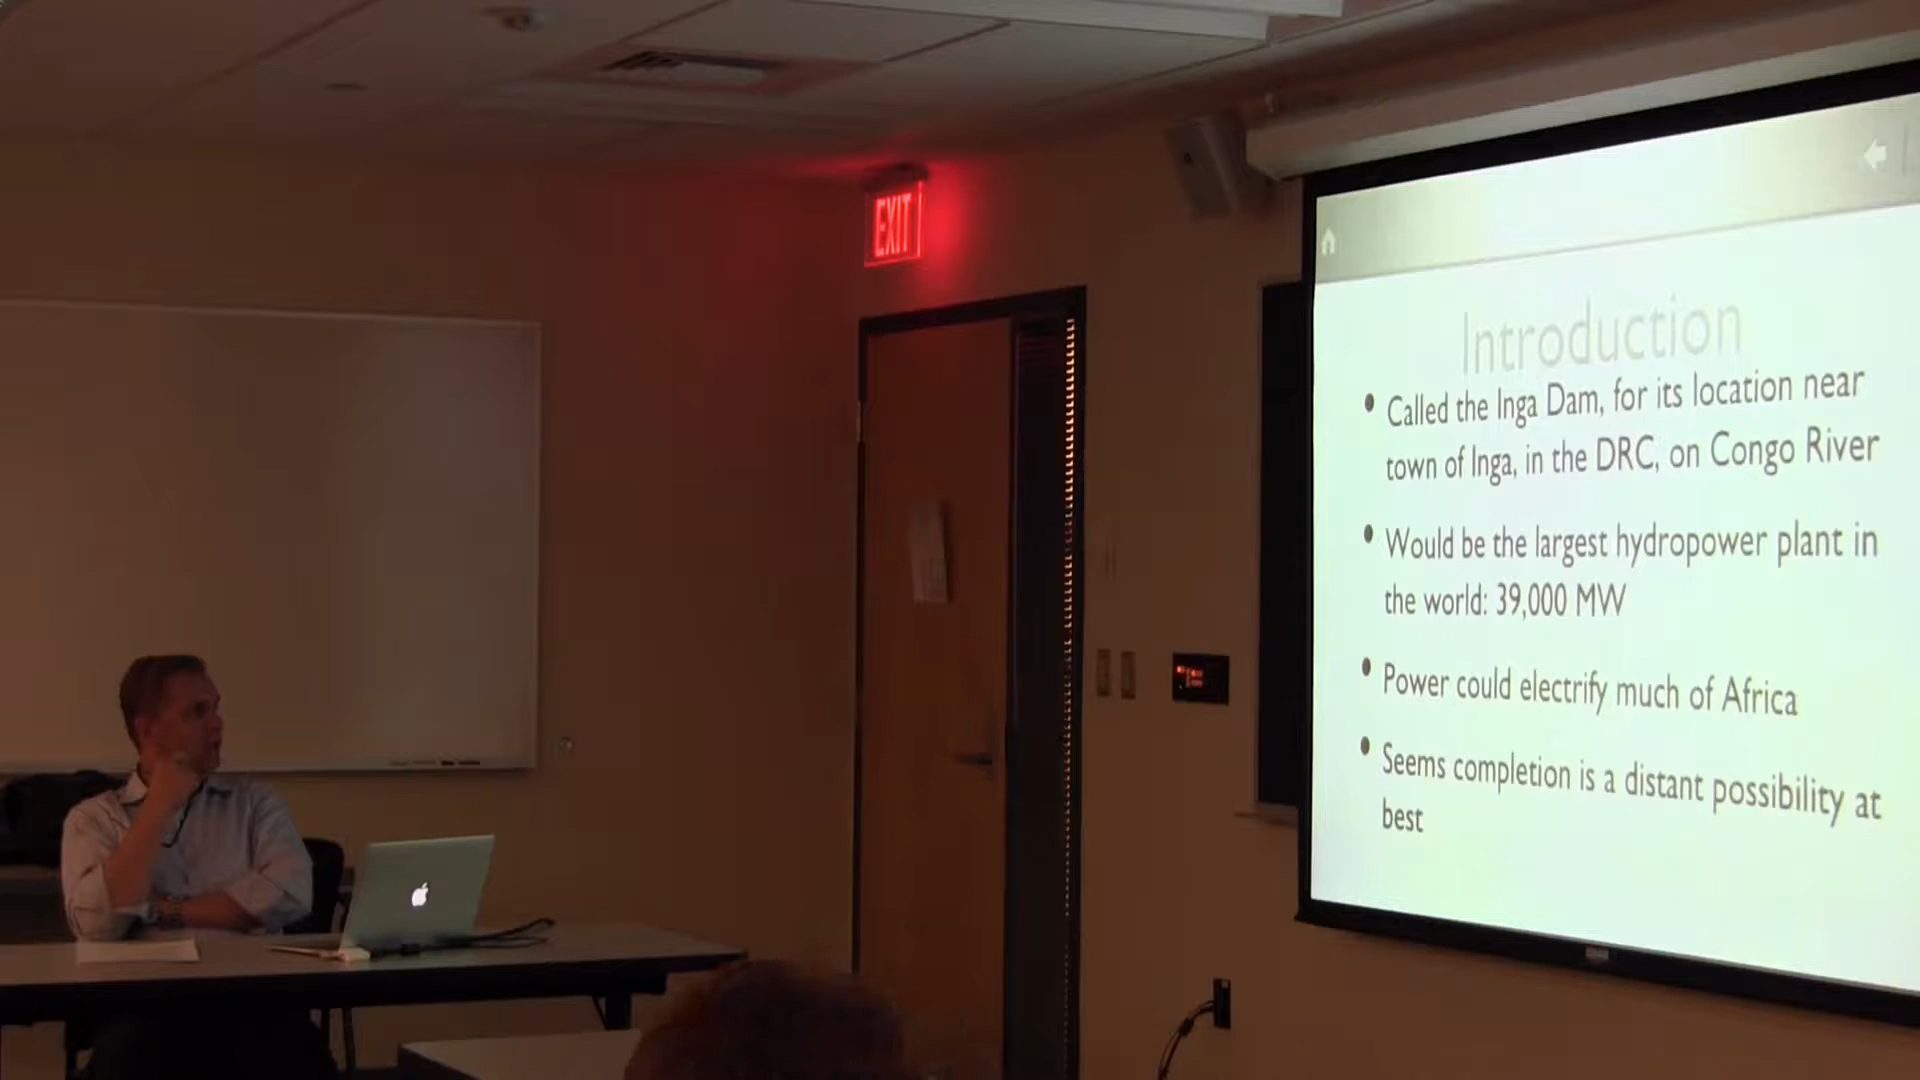 EXIT
Introduction
• Called the Inga Dam, for its location near
town of Inga, in the DRC, on Congo River
• Would be the largest hydropower plant in
the world: 39,000 MW
• Power could electrify much of Africa
• Seems completion is a distant possibility at
best